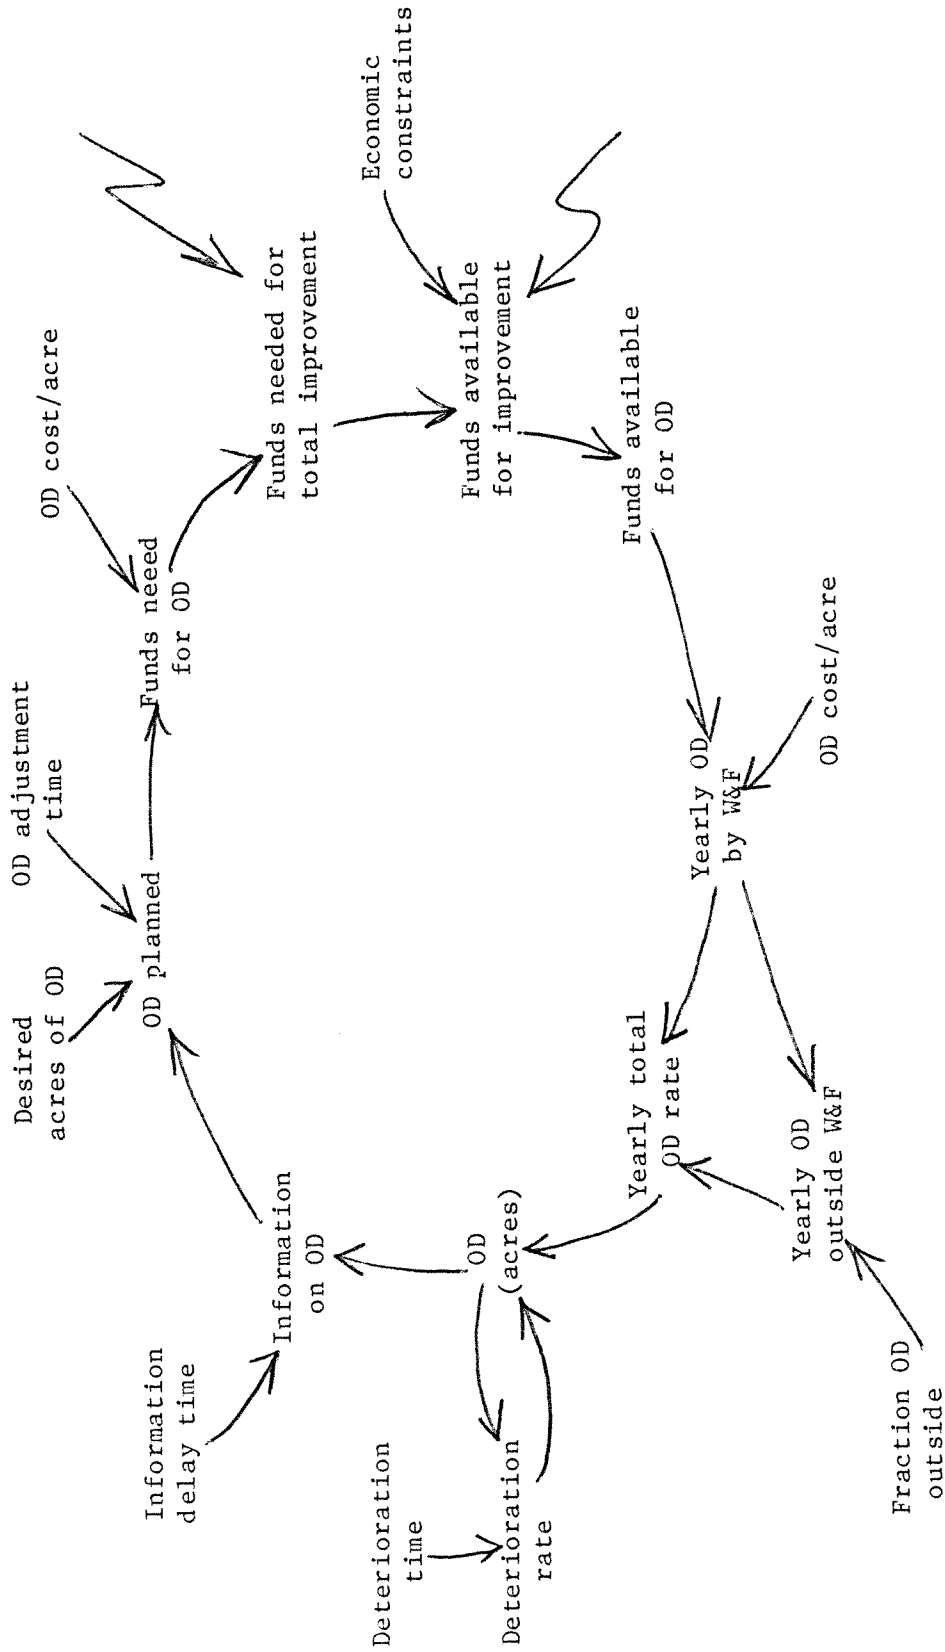 Desired
acres of OD
OD adjustment
time
OD cost/acre
Information
delay time
OD planned
Funds neeed
for OD
Information
on OD
Funds needed for
total improvement
Deterioration
time
Economic
constraints
OD
(acres)
Funds available
for improvement
Deterioration
rate
Yearly total
OD rate
Funds available
for OD
Yearly OD
by W&F
Yearly OD
outside W&F
OD cost/acre
Fraction OD
outside